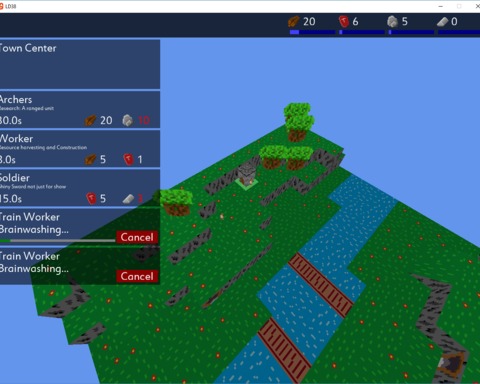 LD38
20 6 5 0
Town Center
Archers
Research: A ranged unit
30.0s 20 10
Worker
Resource harvesting and Construction
8.0s 5 1
Soldier
Shiny Sword not just for show
15.0s 5
Train Worker
Brainwashing...
Cancel
Train Worker
Brainwashing...
Cancel